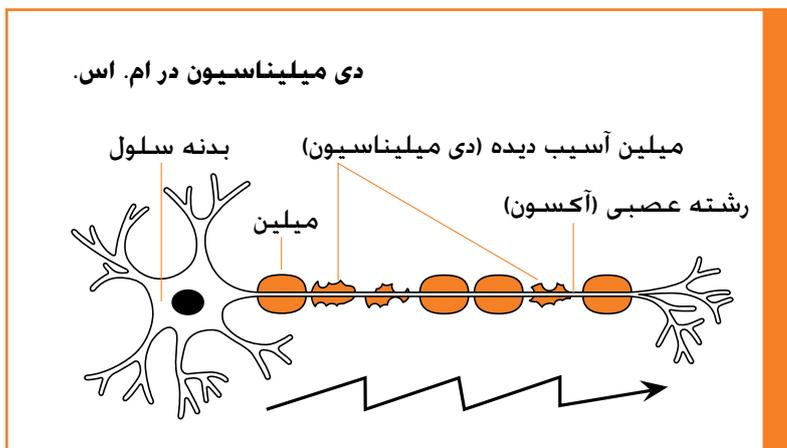 دی میلیناسیون در ام. اس.
میلین آسیب دیده (دی میلیناسیون)
بدنه سلول
رشته عصبی (آکسون)
میلین